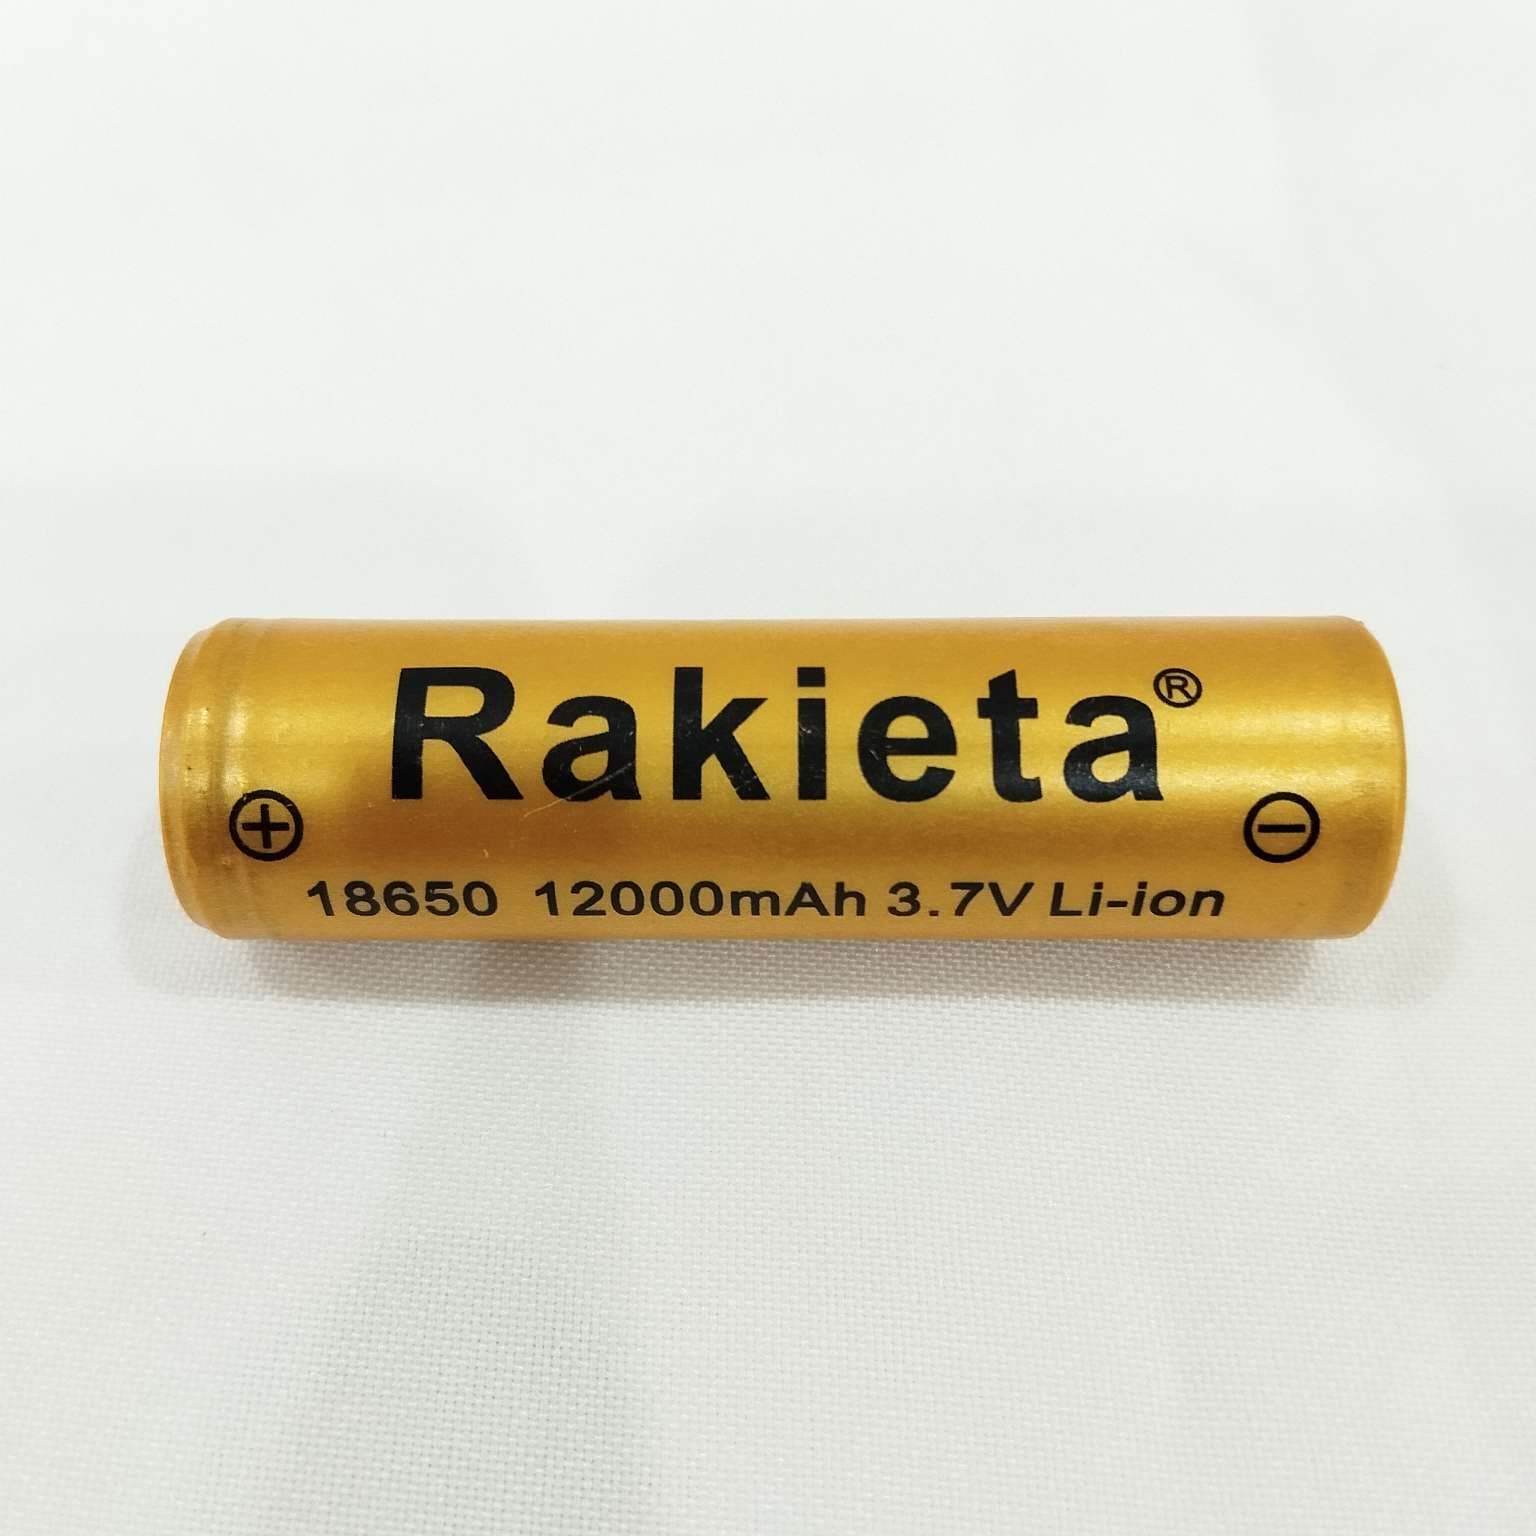 Rakieta®
+ −
18650 12000mAh 3.7V Li-ion